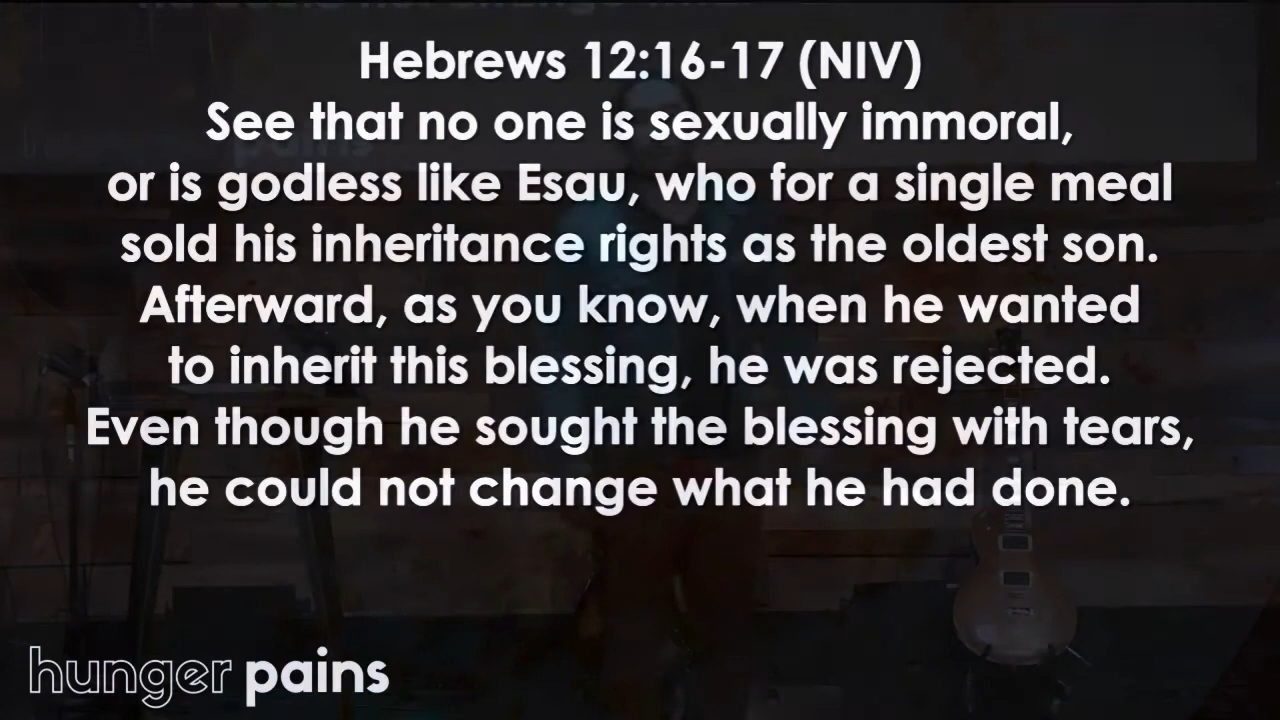 Hebrews 12:16-17 (NIV)
See that no one is sexually immoral,
or is godless like Esau, who for a single meal
sold his inheritance rights as the oldest son.
Afterward, as you know, when he wanted
to inherit this blessing, he was rejected.
Even though he sought the blessing with tears,
he could not change what he had done.
hunger pains